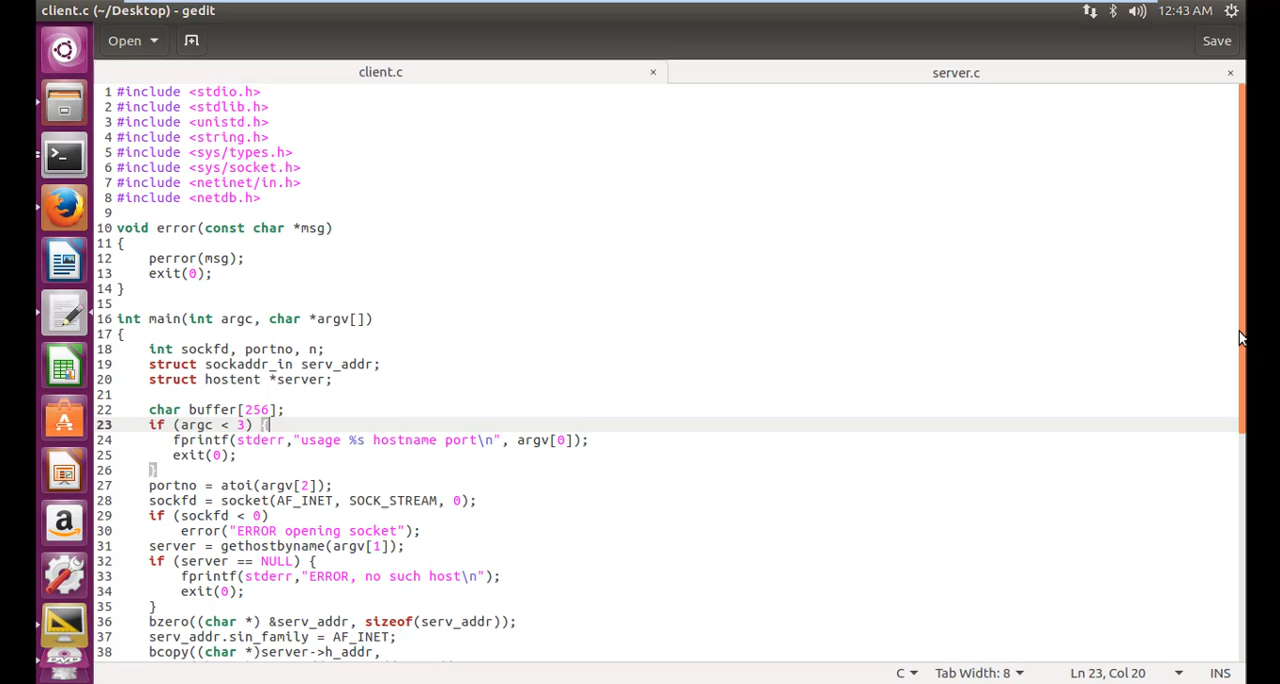 client.c (~/Desktop) - gedit
12:43 AM
Open
Save
client.c ×
server.c ×
1 #include <stdio.h>
2 #include <stdlib.h>
3 #include <unistd.h>
4 #include <string.h>
5 #include <sys/types.h>
6 #include <sys/socket.h>
7 #include <netinet/in.h>
8 #include <netdb.h>
9
10 void error(const char *msg)
11 {
12     perror(msg);
13     exit(0);
14 }
15
16 int main(int argc, char *argv[])
17 {
18     int sockfd, portno, n;
19     struct sockaddr_in serv_addr;
20     struct hostent *server;
21
22     char buffer[256];
23     if (argc < 3) {
24        fprintf(stderr,"usage %s hostname port\n", argv[0]);
25        exit(0);
26     }
27     portno = atoi(argv[2]);
28     sockfd = socket(AF_INET, SOCK_STREAM, 0);
29     if (sockfd < 0)
30         error("ERROR opening socket");
31     server = gethostbyname(argv[1]);
32     if (server == NULL) {
33         fprintf(stderr,"ERROR, no such host\n");
34         exit(0);
35     }
36     bzero((char *) &serv_addr, sizeof(serv_addr));
37     serv_addr.sin_family = AF_INET;
38     bcopy((char *)server->h_addr,
C
Tab Width: 8
Ln 23, Col 20
INS